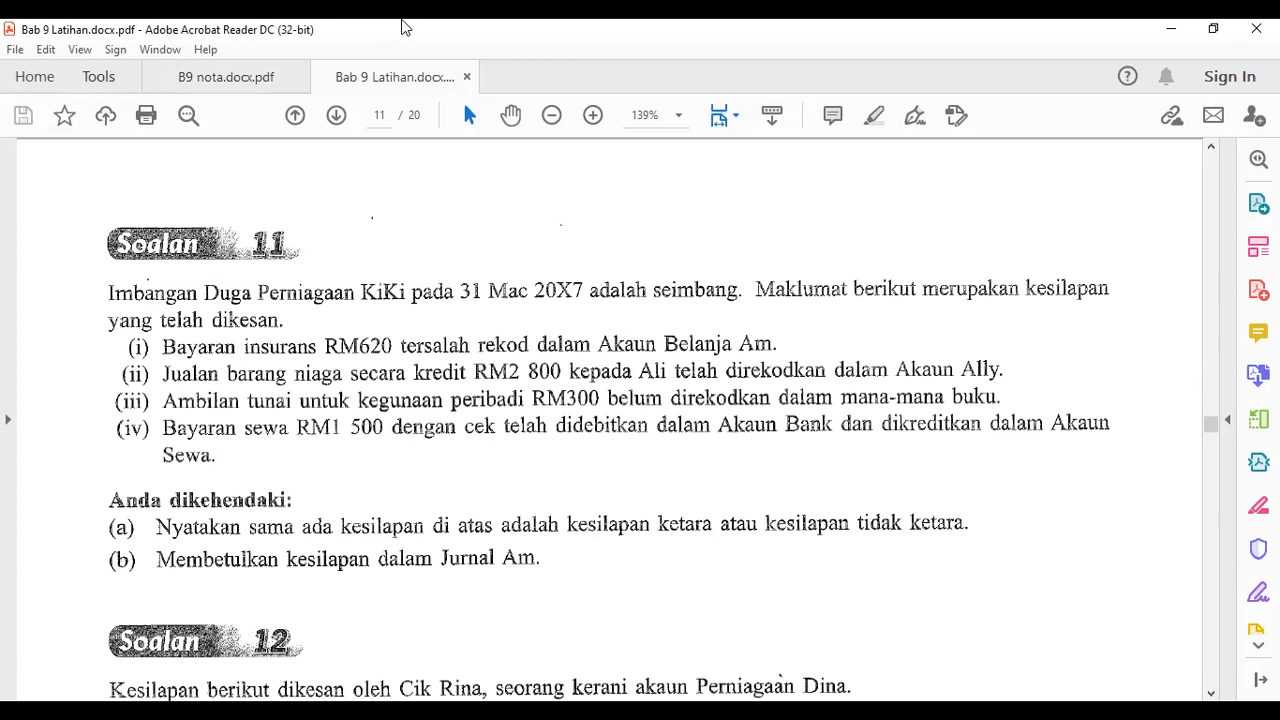 Bab 9 Latihan.docx.pdf - Adobe Acrobat Reader DC (32-bit)
File Edit View Sign Window Help
Home Tools B9 nota.docx.pdf Bab 9 Latihan.docx.... × Sign In
11 / 20 139%
Soalan 11
Imbangan Duga Perniagaan KiKi pada 31 Mac 20X7 adalah seimbang. Maklumat berikut merupakan kesilapan
yang telah dikesan.
(i) Bayaran insurans RM620 tersalah rekod dalam Akaun Belanja Am.
(ii) Jualan barang niaga secara kredit RM2 800 kepada Ali telah direkodkan dalam Akaun Ally.
(iii) Ambilan tunai untuk kegunaan peribadi RM300 belum direkodkan dalam mana-mana buku.
(iv) Bayaran sewa RM1 500 dengan cek telah didebitkan dalam Akaun Bank dan dikreditkan dalam Akaun
Sewa.
Anda dikehendaki:
(a) Nyatakan sama ada kesilapan di atas adalah kesilapan ketara atau kesilapan tidak ketara.
(b) Membetulkan kesilapan dalam Jurnal Am.
Soalan 12
Kesilapan berikut dikesan oleh Cik Rina, seorang kerani akaun Perniagaan Dina.